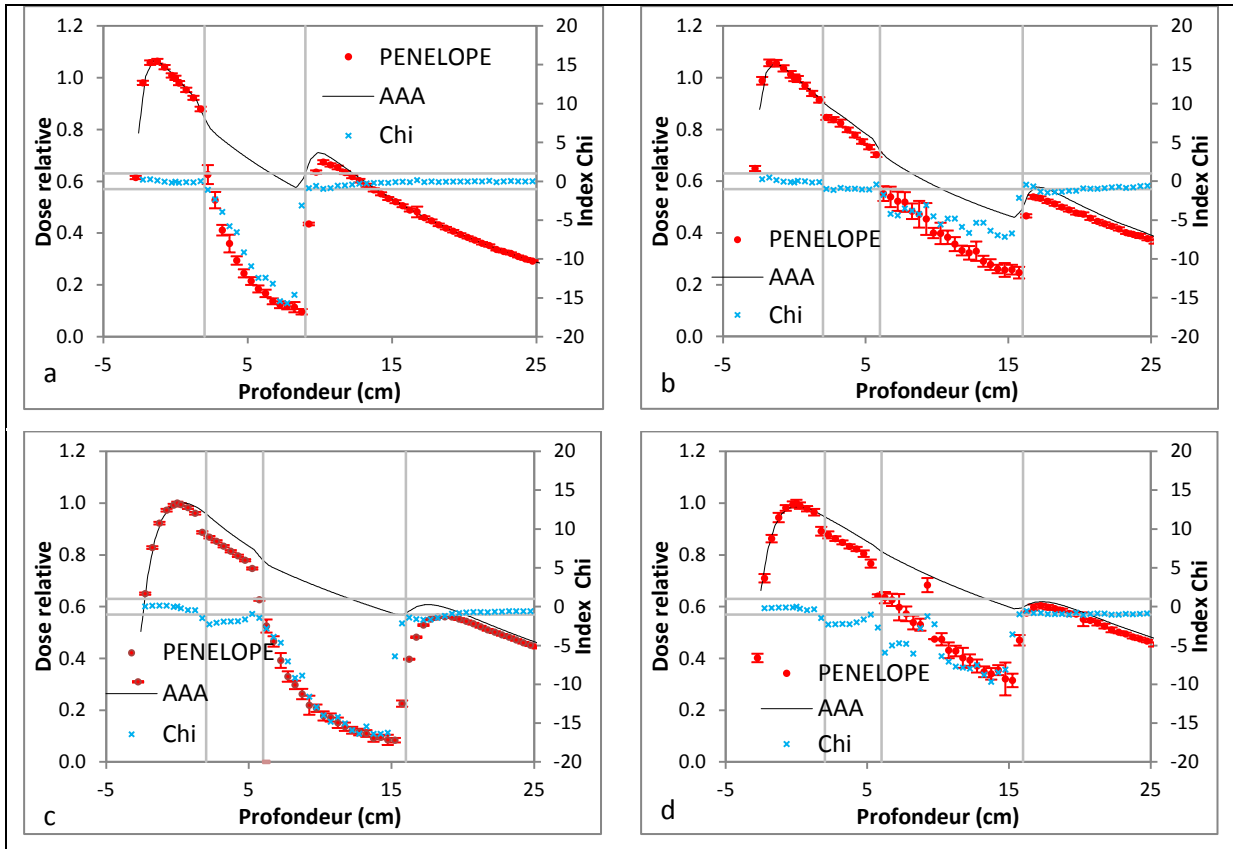 1.2
1.0
0.8
0.6
0.4
0.2
0.0
Dose relative
-5
5
15
25
Profondeur (cm)
20
15
10
5
0
-5
-10
-15
-20
Index Chi
PENELOPE
AAA
Chi
a
1.2
1.0
0.8
0.6
0.4
0.2
0.0
Dose relative
-5
5
15
25
Profondeur (cm)
20
15
10
5
0
-5
-10
-15
-20
Index Chi
PENELOPE
AAA
Chi
b
1.2
1.0
0.8
0.6
0.4
0.2
0.0
Dose relative
-5
5
15
25
Profondeur (cm)
20
15
10
5
0
-5
-10
-15
-20
Index Chi
PENELOPE
AAA
Chi
c
1.2
1.0
0.8
0.6
0.4
0.2
0.0
Dose relative
-5
5
15
25
Profondeur (cm)
20
15
10
5
0
-5
-10
-15
-20
Index Chi
PENELOPE
AAA
Chi
d